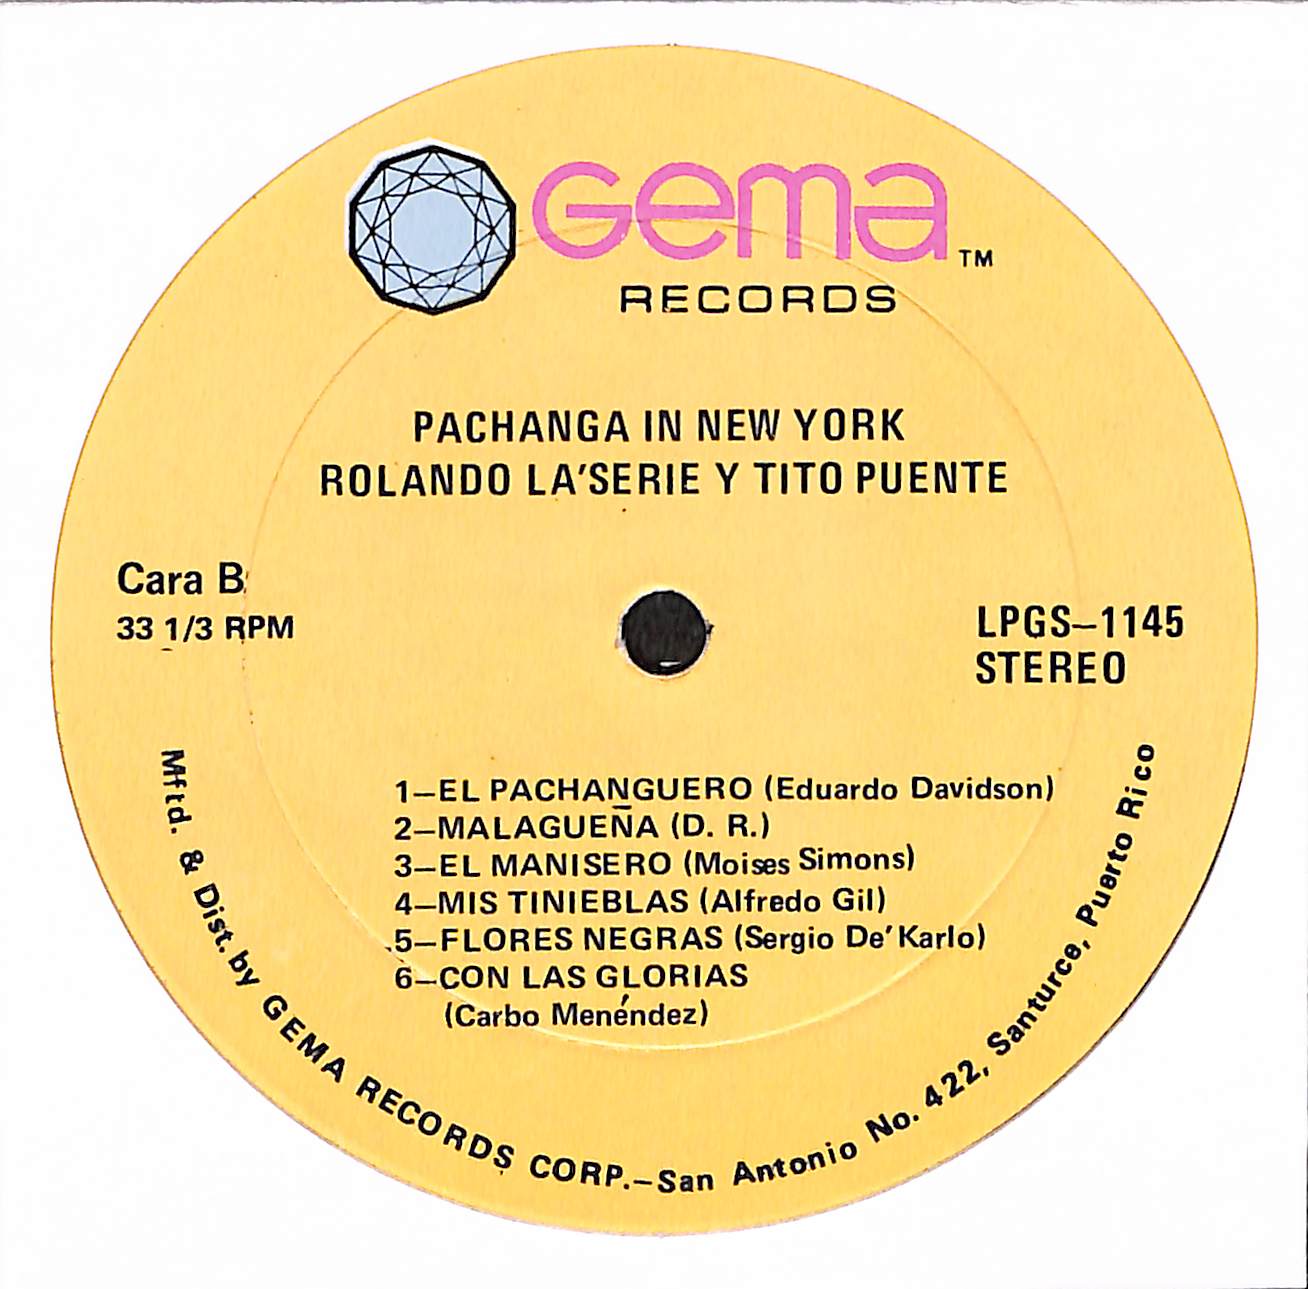 Gema TM
RECORDS
PACHANGA IN NEW YORK
ROLANDO LA'SERIE Y TITO PUENTE
Cara B
33 1/3 RPM
LPGS–1145
STEREO
1–EL PACHANGUERO (Eduardo Davidson)
2–MALAGUEÑA (D. R.)
3–EL MANISERO (Moises Simons)
4–MIS TINIEBLAS (Alfredo Gil)
5–FLORES NEGRAS (Sergio De'Karlo)
6–CON LAS GLORIAS
(Carbo Menéndez)
Mftd. & Dist. by GEMA RECORDS CORP.–San Antonio No. 422, Santurce, Puerto Rico